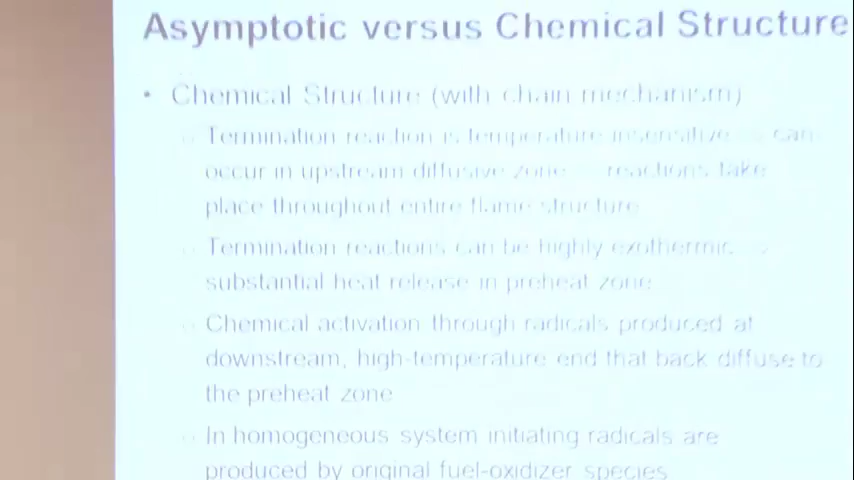 Asymptotic versus Chemical Structure
• Chemical Structure (with chain mechanism)
Termination reaction is temperature insensitive can
occur in upstream diffusive zone reactions take
place throughout entire flame structure
Termination reactions can be highly exothermic
substantial heat release in preheat zone
Chemical activation through radicals produced at
downstream, high-temperature end that back diffuse to
the preheat zone
In homogeneous system initiating radicals are
produced by original fuel-oxidizer species